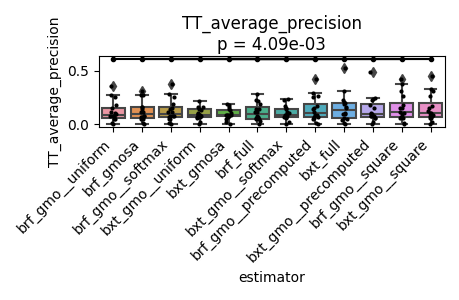 TT_average_precision
p = 4.09e-03
TT_average_precision
0.5
0.0
brf_gmo__uniform
brf_gmosa
brf_gmo__softmax
bxt_gmo__uniform
bxt_gmosa
brf_full
bxt_gmo__softmax
brf_gmo__precomputed
bxt_full
bxt_gmo__precomputed
brf_gmo__square
bxt_gmo__square
estimator